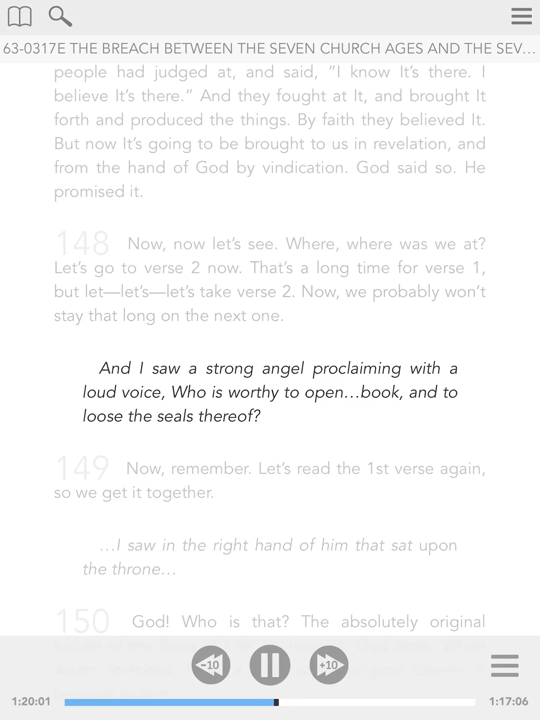 63-0317E THE BREACH BETWEEN THE SEVEN CHURCH AGES AND THE SEV…
people had judged at, and said, “I know It’s there. I
believe It’s there.” And they fought at It, and brought It
forth and produced the things. By faith they believed It.
But now It’s going to be brought to us in revelation, and
from the hand of God by vindication. God said so. He
promised it.
148 Now, now let’s see. Where, where was we at?
Let’s go to verse 2 now. That’s a long time for verse 1,
but let—let’s—let’s take verse 2. Now, we probably won’t
stay that long on the next one.
And I saw a strong angel proclaiming with a
loud voice, Who is worthy to open…book, and to
loose the seals thereof?
149 Now, remember. Let’s read the 1st verse again,
so we get it together.
…I saw in the right hand of him that sat upon
the throne…
150 God! Who is that? The absolutely original
-10
+10
1:20:01
1:17:06